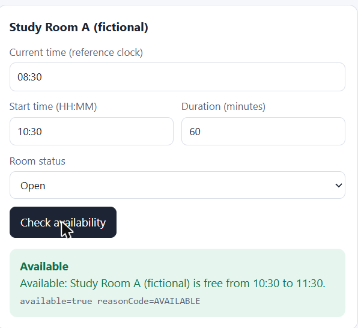 Study Room A (fictional)
Current time (reference clock)
08:30
Start time (HH:MM)
Duration (minutes)
10:30
60
Room status
Open
Check availability
Available
Available: Study Room A (fictional) is free from 10:30 to 11:30.
available=true reasonCode=AVAILABLE